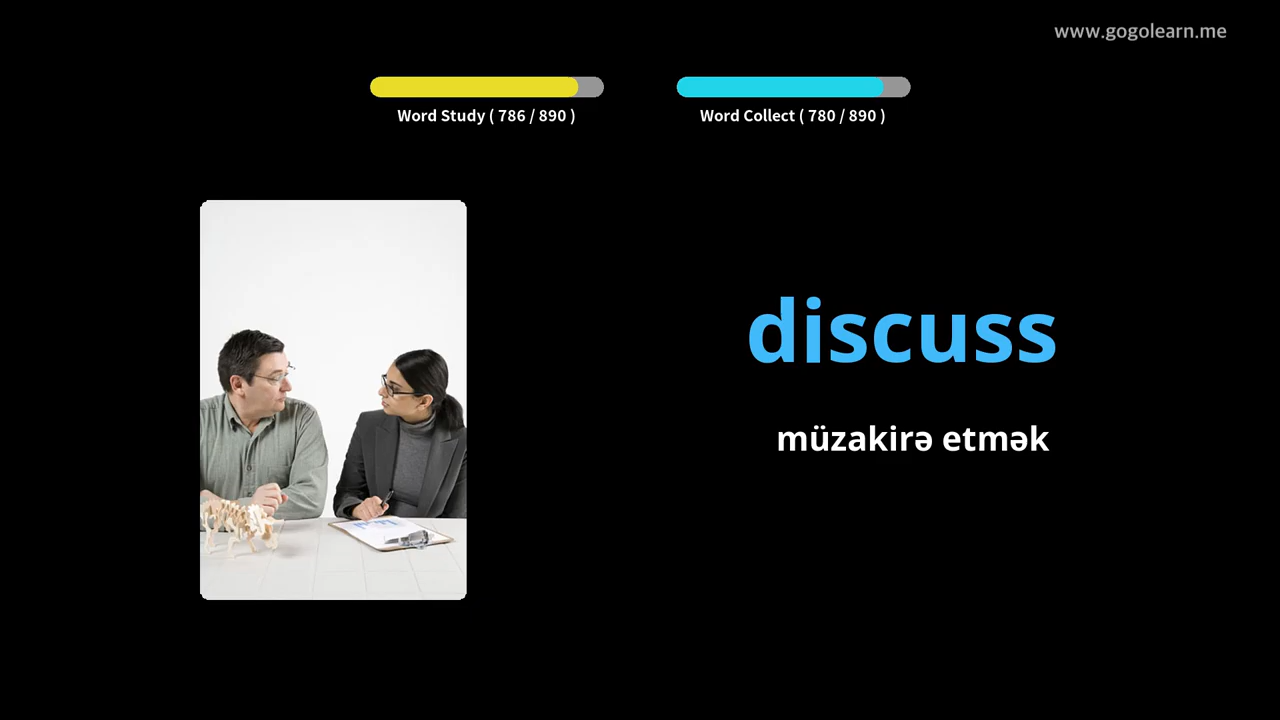 www.gogolearn.me
Word Study ( 786 / 890 )
Word Collect ( 780 / 890 )
discuss
müzakirə etmək